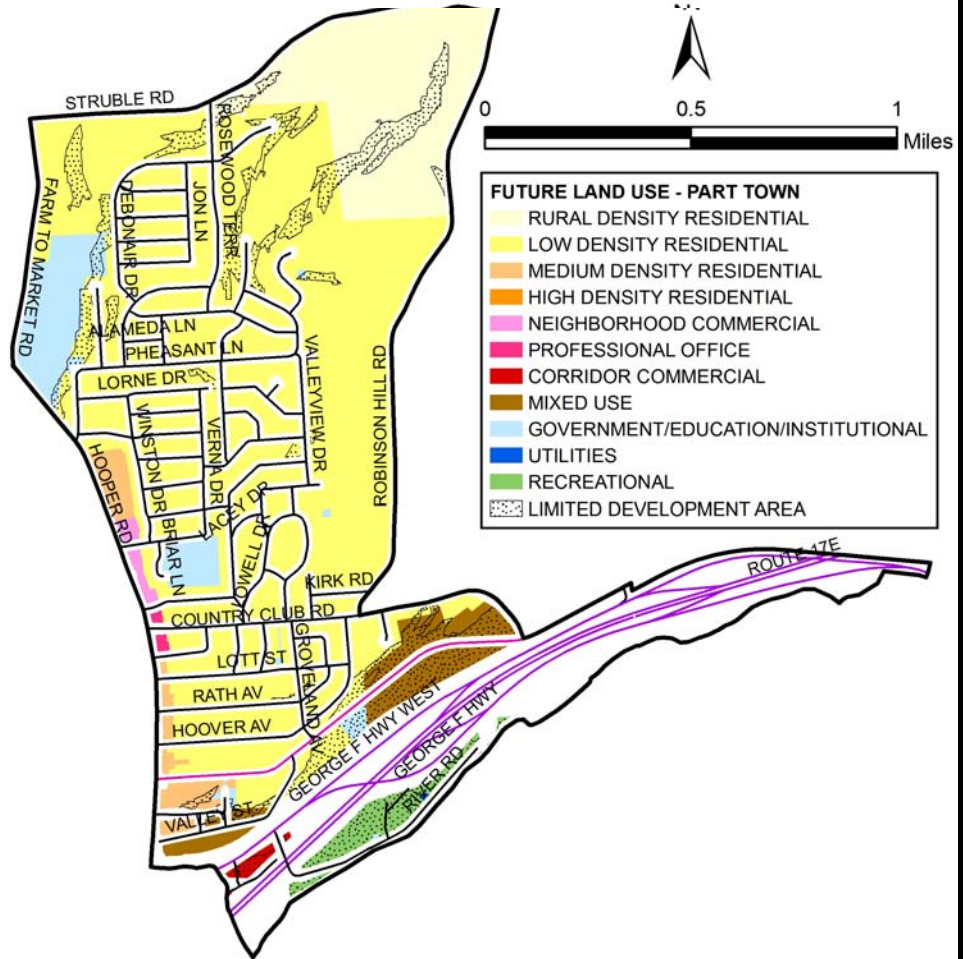 STRUBLE RD
0 0.5 1
Miles
FUTURE LAND USE - PART TOWN
RURAL DENSITY RESIDENTIAL
LOW DENSITY RESIDENTIAL
MEDIUM DENSITY RESIDENTIAL
HIGH DENSITY RESIDENTIAL
NEIGHBORHOOD COMMERCIAL
PROFESSIONAL OFFICE
CORRIDOR COMMERCIAL
MIXED USE
GOVERNMENT/EDUCATION/INSTITUTIONAL
UTILITIES
RECREATIONAL
LIMITED DEVELOPMENT AREA
ROSEWOOD TERR
FARM TO MARKET RD
DEBONAIR DR
JON LN
ALAMEDA LN
PHEASANT LN
LORNE DR
VALLEYVIEW DR
ROBINSON HILL RD
WINSTON DR
VERNA DR
HOOPER RD
LACEY DR
BRIAR LN
HOWELL DR
KIRK RD
COUNTRY CLUB RD
ROUTE 17E
LOTT ST
GROVELAND AV
RATH AV
HOOVER AV
GEORGE F HWY WEST
GEORGE F HWY
RIVER RD
VALLEY ST